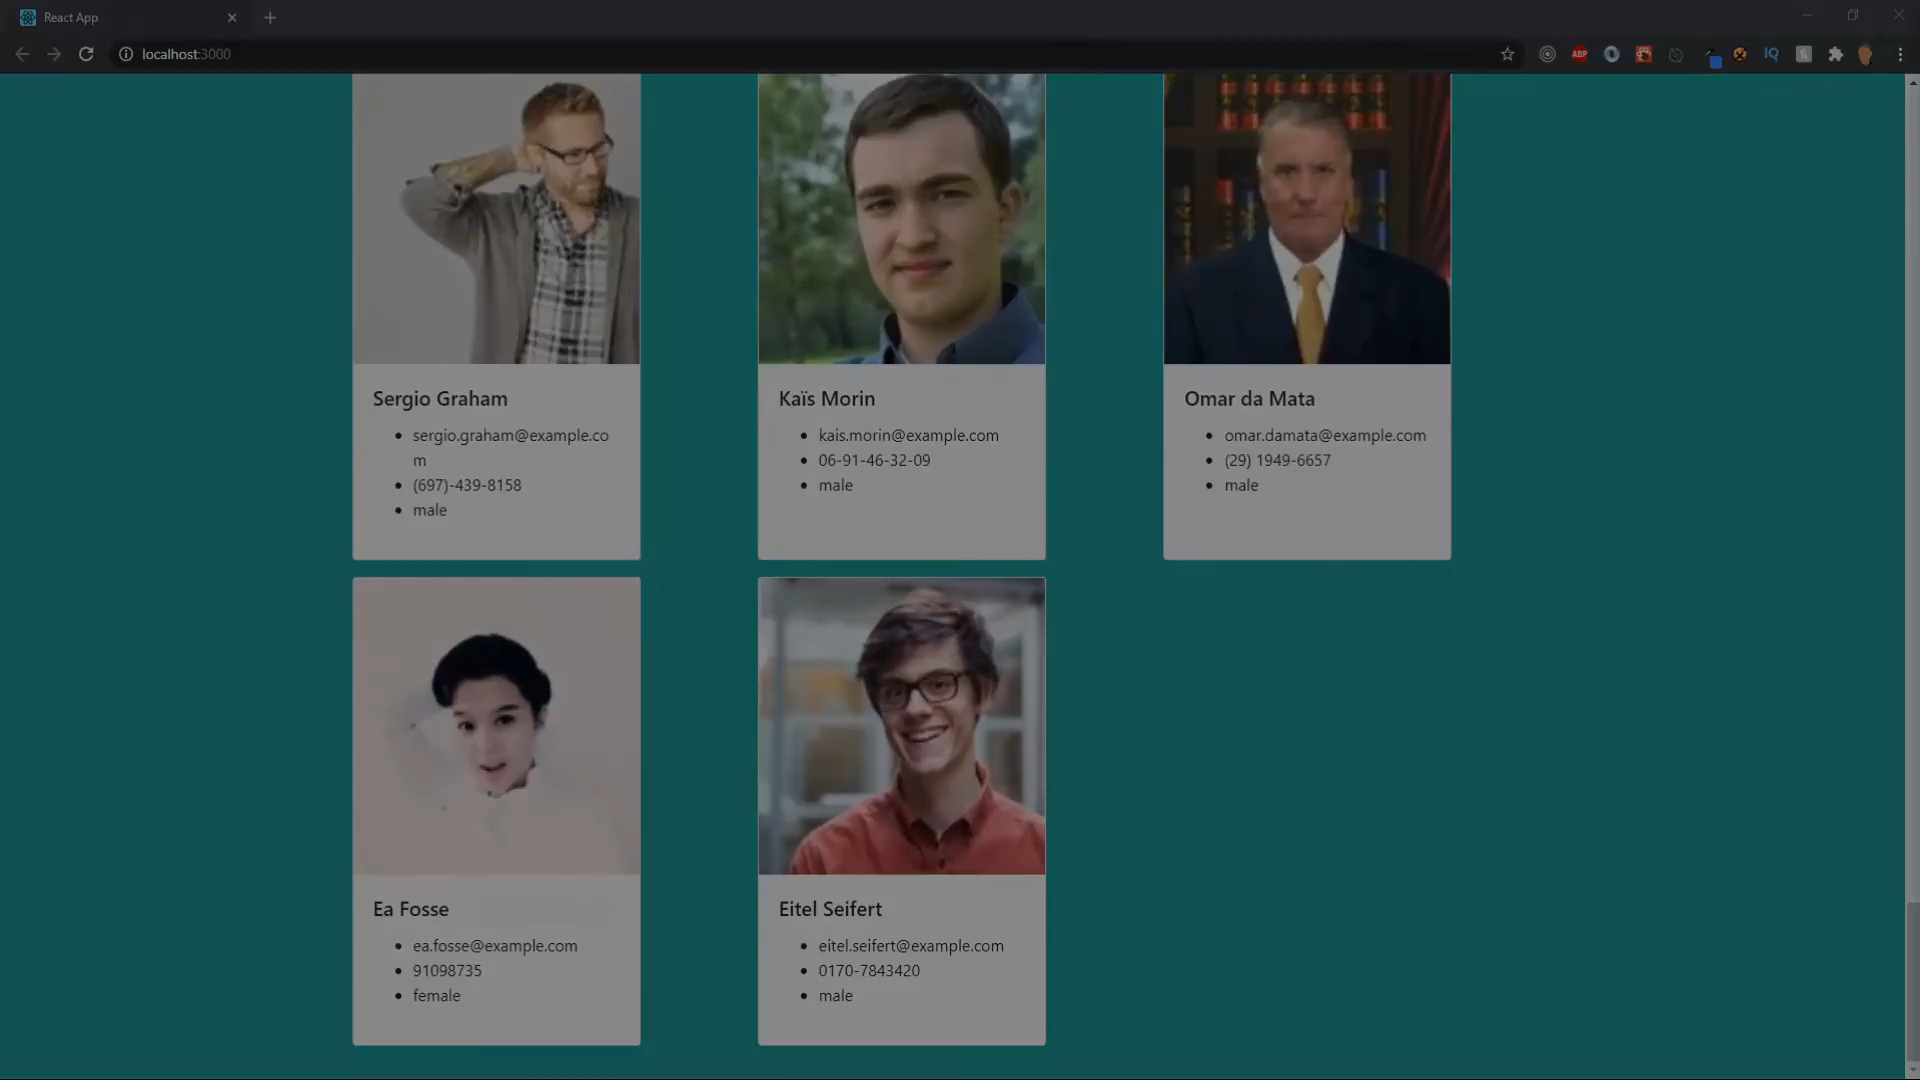 React App
localhost:3000
ABP
IQ
Sergio Graham
sergio.graham@example.co
m
(697)-439-8158
male
Kaïs Morin
kais.morin@example.com
06-91-46-32-09
male
Omar da Mata
omar.damata@example.com
(29) 1949-6657
male
Ea Fosse
ea.fosse@example.com
91098735
female
Eitel Seifert
eitel.seifert@example.com
0170-7843420
male